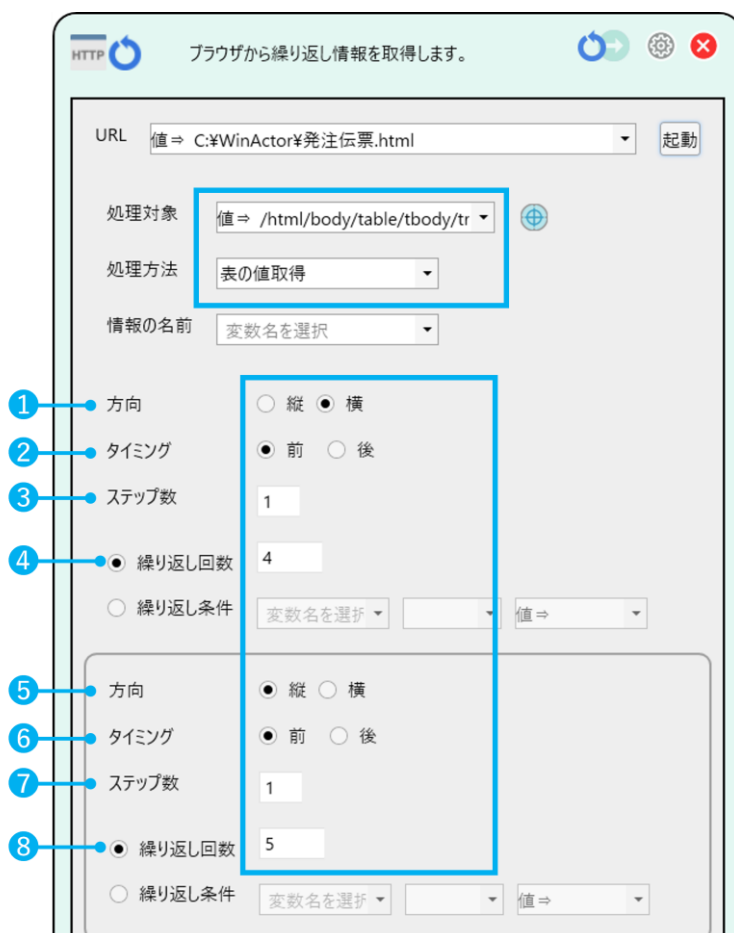 HTTP ブラウザから繰り返し情報を取得します。
URL 値⇒ C:¥WinActor¥発注伝票.html 起動
処理対象 値⇒ /html/body/table/tbody/tr
処理方法 表の値取得
情報の名前 変数名を選択
1 方向 縦 横
2 タイミング 前 後
3 ステップ数 1
4 繰り返し回数 4
繰り返し条件 変数名を選択 値⇒
5 方向 縦 横
6 タイミング 前 後
7 ステップ数 1
8 繰り返し回数 5
繰り返し条件 変数名を選択 値⇒